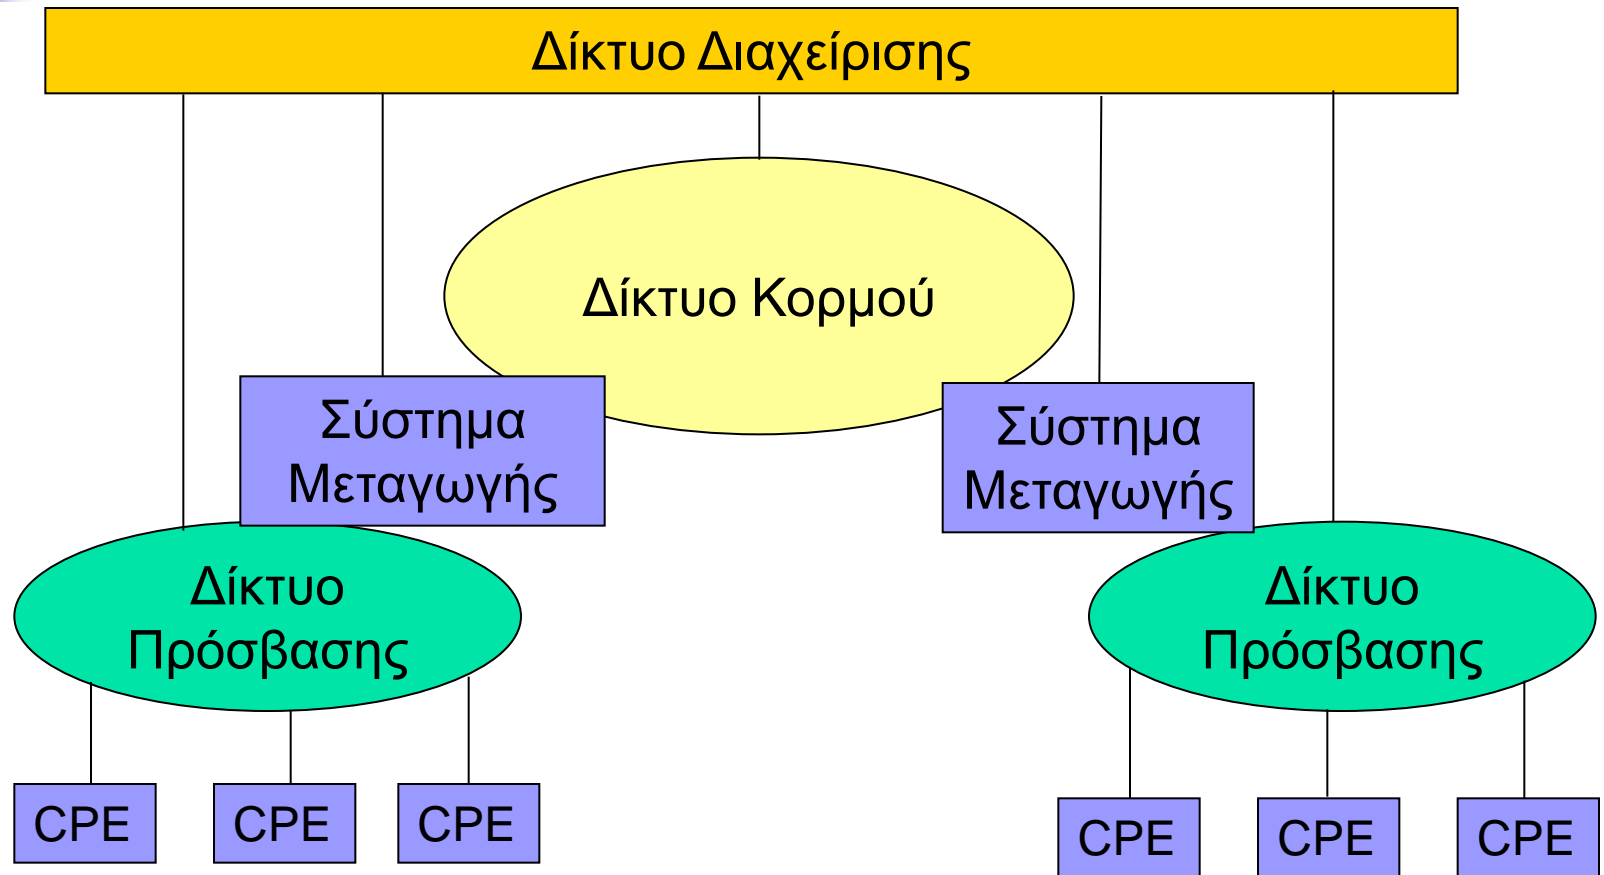 Δίκτυο Διαχείρισης
Δίκτυο Κορμού
Σύστημα
Μεταγωγής
Σύστημα
Μεταγωγής
Δίκτυο
Πρόσβασης
Δίκτυο
Πρόσβασης
CPE
CPE
CPE
CPE
CPE
CPE